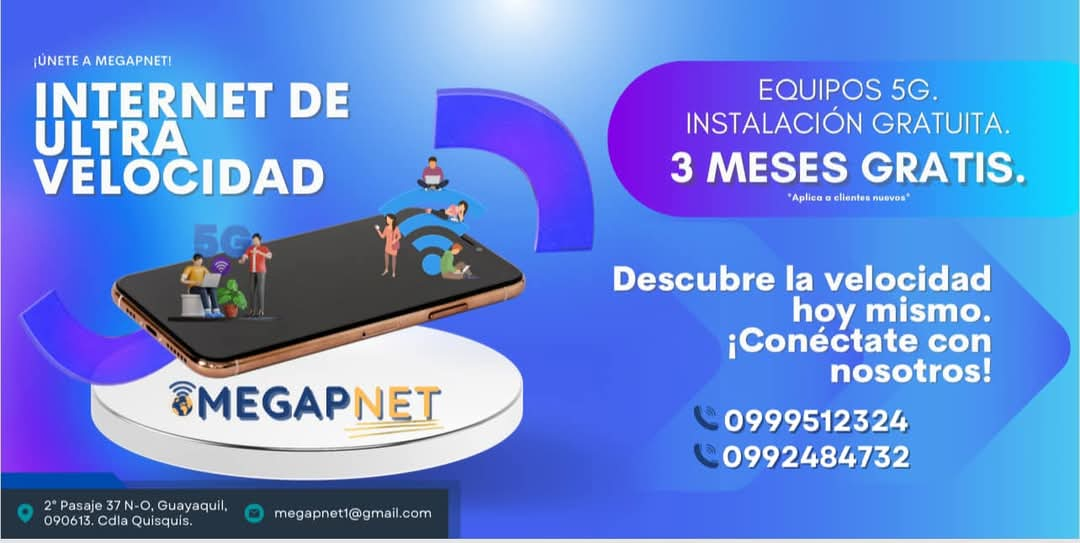 ¡ÚNETE A MEGAPNET!
INTERNET DE
ULTRA
VELOCIDAD
EQUIPOS 5G.
INSTALACIÓN GRATUITA.
3 MESES GRATIS.
*Aplica a clientes nuevos*
5G
Descubre la velocidad
hoy mismo.
¡Conéctate con
nosotros!
MEGAPNET
0999512324
0992484732
2° Pasaje 37 N-O, Guayaquil,
090613. Cdla Quisquis.
megapnet1@gmail.com